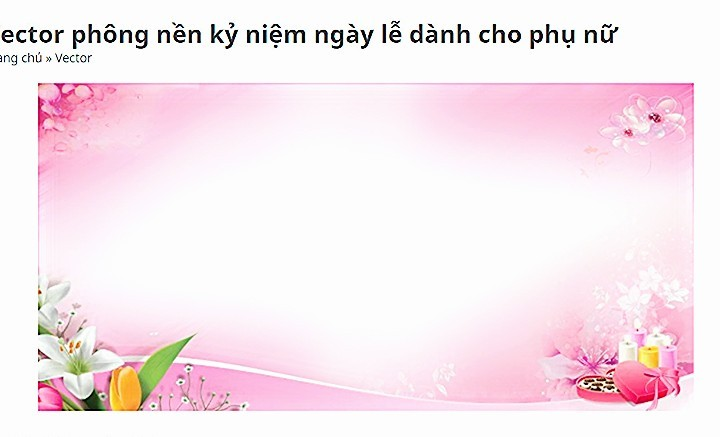 ector phông nền kỷ niệm ngày lễ dành cho phụ nữ
ang chủ » Vector